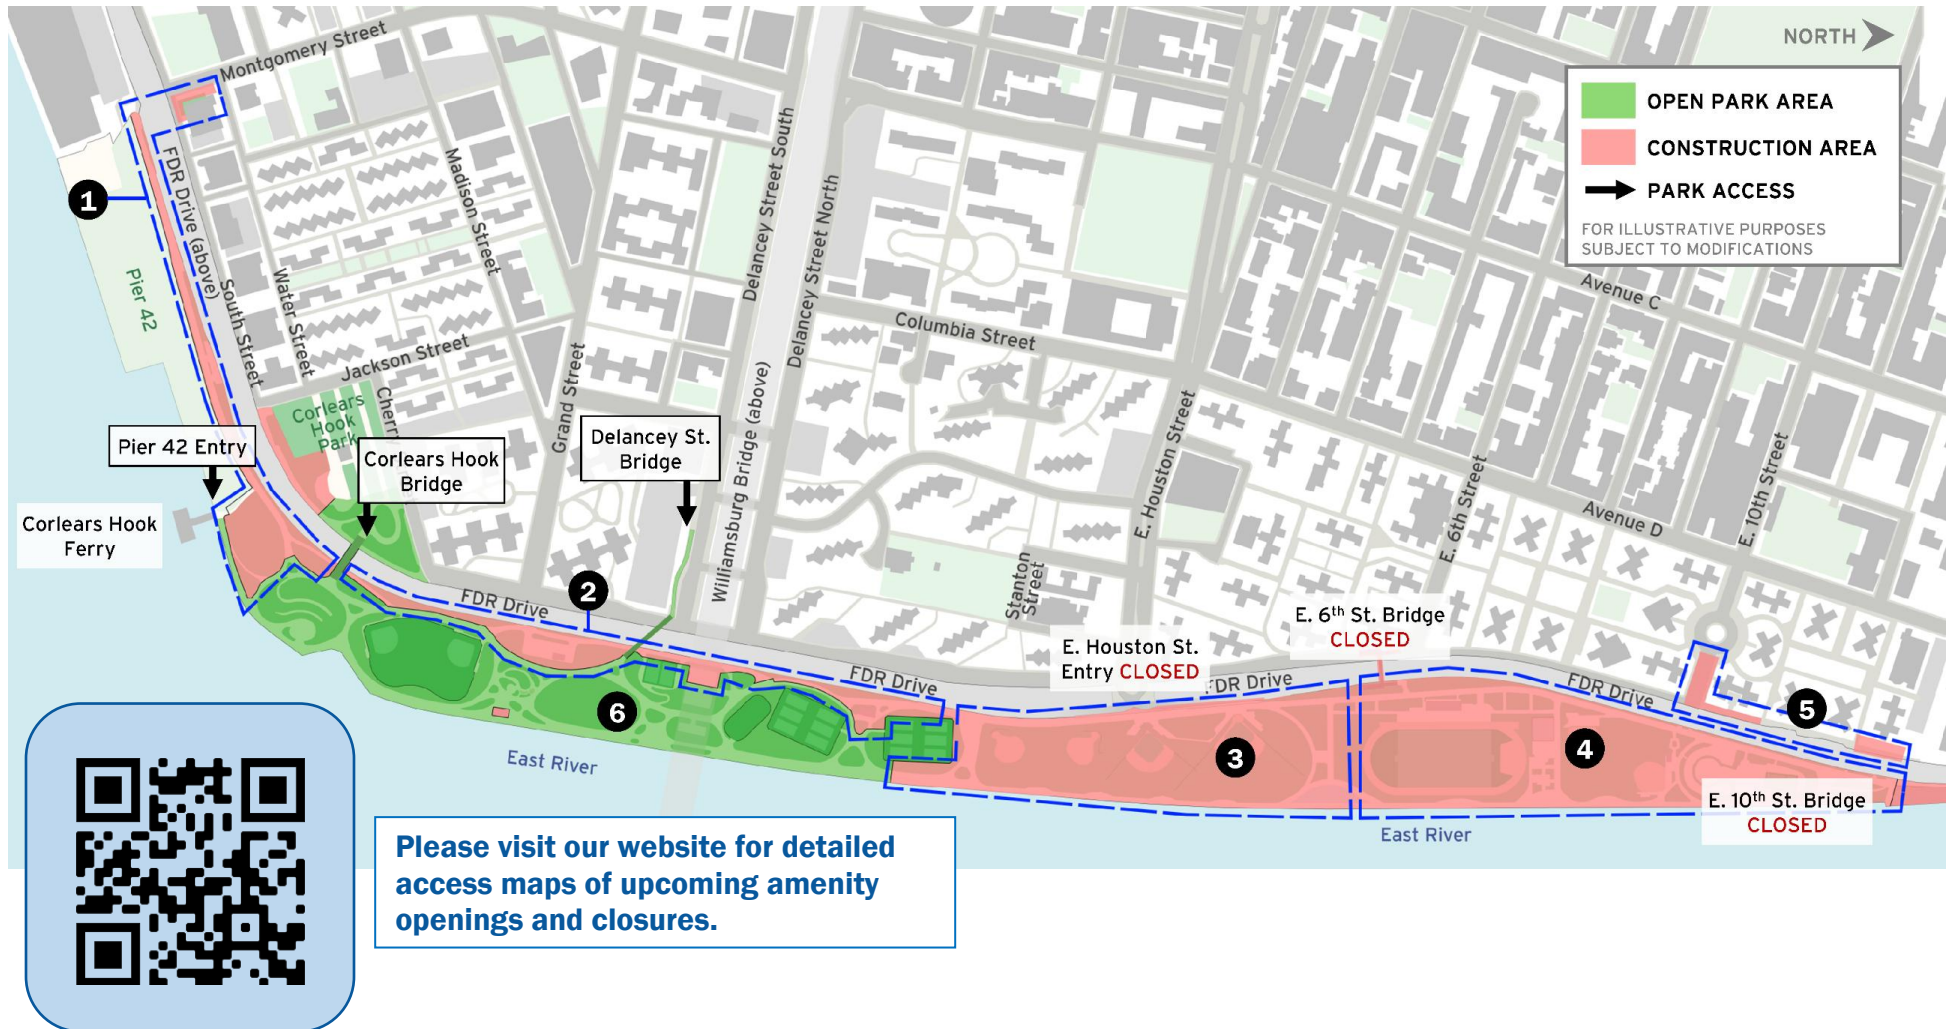 NORTH
OPEN PARK AREA
CONSTRUCTION AREA
PARK ACCESS
FOR ILLUSTRATIVE PURPOSES
SUBJECT TO MODIFICATIONS
Montgomery Street
1
FDR Drive (above)
Pier 42
South Street
Water Street
Madison Street
Jackson Street
Cherry
Corlears
Hook
Park
Grand Street
Delancey Street South
Delancey Street North
Williamsburg Bridge (above)
Columbia Street
E. Houston Street
Stanton
Street
Avenue C
Avenue D
E. 6th Street
E. 10th Street
Pier 42 Entry
Corlears Hook
Bridge
Delancey St.
Bridge
Corlears Hook
Ferry
FDR Drive
2
FDR Drive
E. Houston St.
Entry CLOSED
FDR Drive
E. 6th St. Bridge
CLOSED
FDR Drive
5
6
3
4
East River
E. 10th St. Bridge
CLOSED
East River
Please visit our website for detailed
access maps of upcoming amenity
openings and closures.